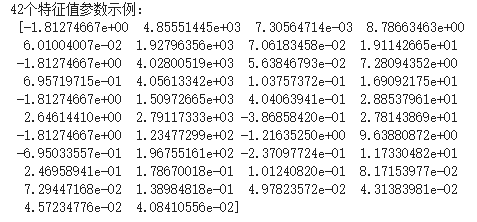 42个特征值参数示例：
[-1.81274667e+00 4.85551445e+03 7.30564714e-03 8.78663463e+00
6.01004007e-02 1.92796356e+03 7.06183458e-02 1.91142665e+01
-1.81274667e+00 4.02800519e+03 5.63846793e-02 7.28094352e+00
6.95719715e-01 4.05613342e+03 1.03757372e-02 1.69092175e+01
-1.81274667e+00 1.50972665e+03 4.04063941e-01 2.88537961e+01
2.64614410e+00 2.79117333e+03 -3.86858420e-01 2.78143869e+01
-1.81274667e+00 1.23477299e+02 -1.21635250e+00 9.63880872e+00
-6.95033557e-01 1.96755161e+02 -2.37097724e-01 1.17330482e+01
2.46958941e-01 1.78670018e-01 1.01240820e-01 8.17153977e-02
7.29447168e-02 1.38984818e-01 4.97823572e-02 4.31383981e-02
4.57234776e-02 4.08410556e-02]